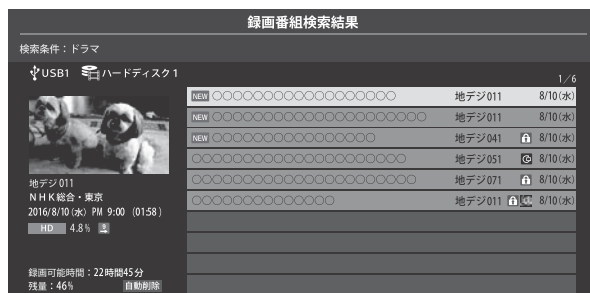 録画番組検索結果
検索条件：ドラマ
USB1 ハードディスク1
1/6
NEW 〇〇〇〇〇〇〇〇〇〇〇〇〇〇〇〇〇〇 地デジ011 8/10(水)
NEW 〇〇〇〇〇〇〇〇〇〇〇〇〇〇〇〇〇〇〇〇〇 地デジ011 8/10(水)
NEW 〇〇〇〇〇〇〇〇〇〇〇〇〇〇〇〇 地デジ041 8/10(水)
〇〇〇〇〇〇〇〇〇〇〇〇〇〇〇〇〇〇〇〇〇 地デジ051 8/10(水)
〇〇〇〇〇〇〇〇〇〇〇〇〇〇〇〇〇〇〇〇〇〇 地デジ071 8/10(水)
〇〇〇〇〇〇〇〇〇〇〇〇〇〇 地デジ011 8/10(水)
地デジ011
NHK総合・東京
2016/8/10(水) PM 9:00 (01:58)
HD 4.8%
録画可能時間：22時間45分
残量：46% 自動削除